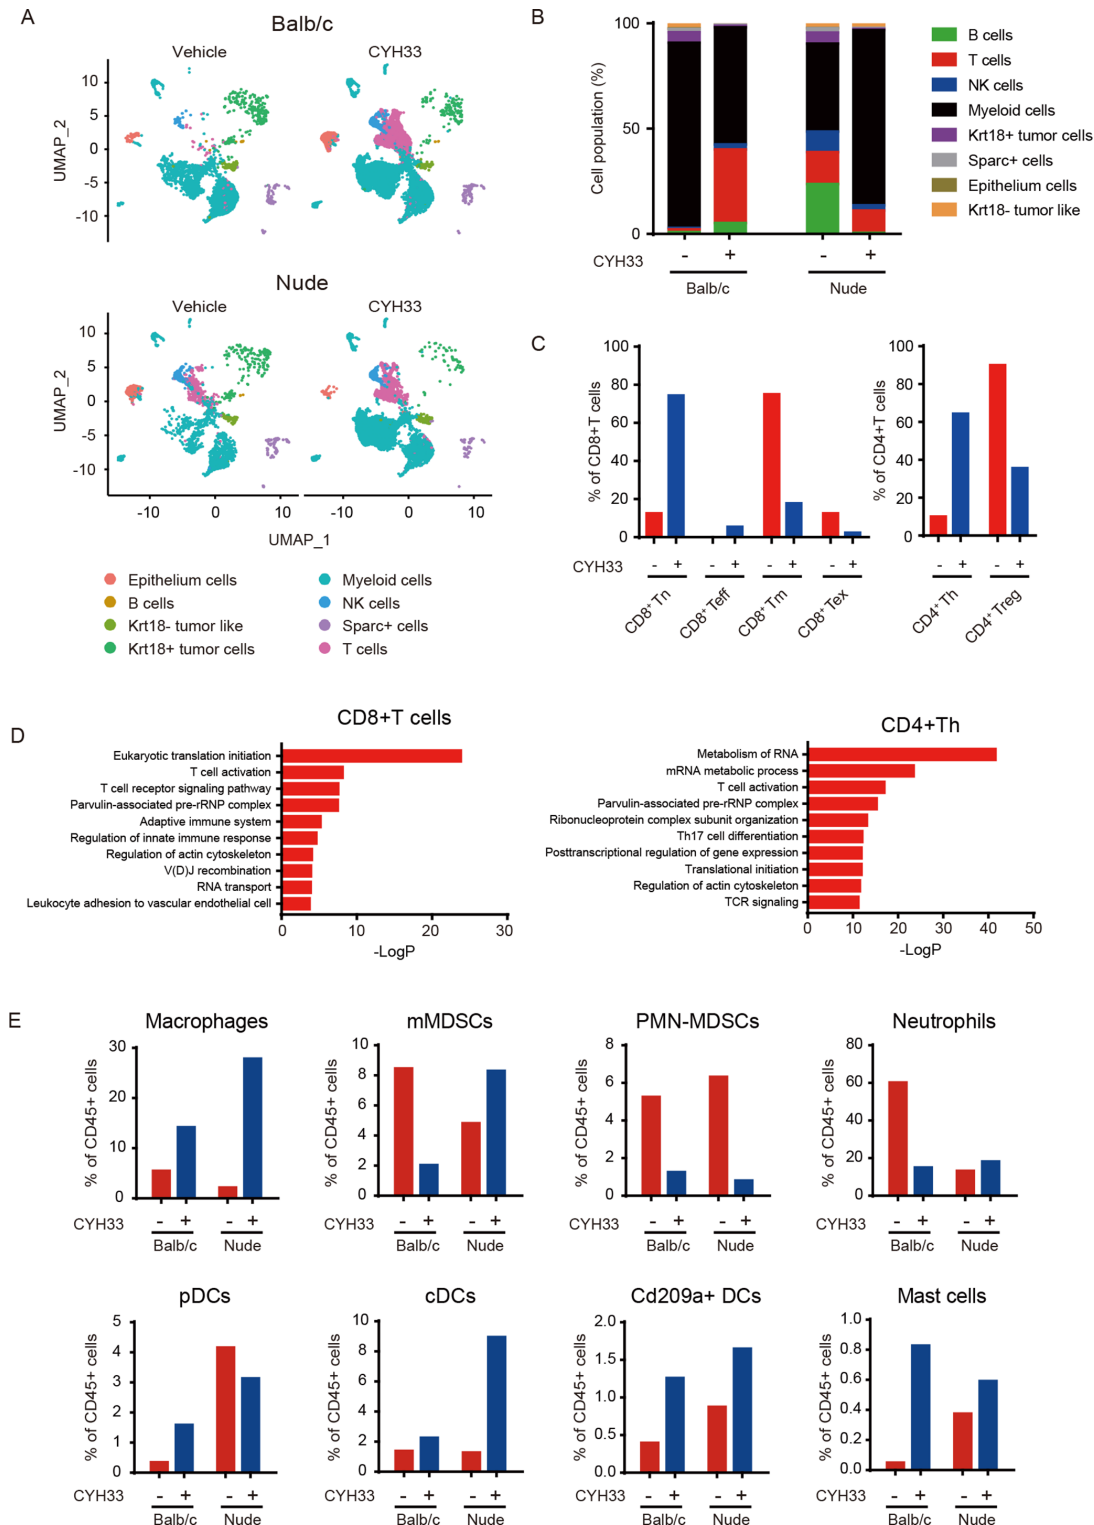 A
Balb/c
Vehicle CYH33
UMAP_2
10
5
0
-5
-10
Nude
Vehicle CYH33
UMAP_2
10
5
0
-5
-10
-10 0 10 -10 0 10
UMAP_1
Epithelium cells
B cells
Krt18- tumor like
Krt18+ tumor cells
Myeloid cells
NK cells
Sparc+ cells
T cells
B
Cell population (%)
100
50
0
CYH33 - + - +
Balb/c Nude
B cells
T cells
NK cells
Myeloid cells
Krt18+ tumor cells
Sparc+ cells
Epithelium cells
Krt18- tumor like
C
% of CD8+T cells
100
80
60
40
20
0
CYH33 - + - + - + - +
CD8+Tn CD8+Teff CD8+Tm CD8+Tex
% of CD4+T cells
100
80
60
40
20
0
- + - +
CD4+Th CD4+Treg
D
CD8+T cells
Eukaryotic translation initiation
T cell activation
T cell receptor signaling pathway
Parvulin-associated pre-rRNP complex
Adaptive immune system
Regulation of innate immune response
Regulation of actin cytoskeleton
V(D)J recombination
RNA transport
Leukocyte adhesion to vascular endothelial cell
0 10 20 30
-LogP
CD4+Th
Metabolism of RNA
mRNA metabolic process
T cell activation
Parvulin-associated pre-rRNP complex
Ribonucleoprotein complex subunit organization
Th17 cell differentiation
Posttranscriptional regulation of gene expression
Translational initiation
Regulation of actin cytoskeleton
TCR signaling
0 10 20 30 40 50
-LogP
E
Macrophages
% of CD45+ cells
30
20
10
0
CYH33 - + - +
Balb/c Nude
mMDSCs
% of CD45+ cells
10
8
6
4
2
0
CYH33 - + - +
Balb/c Nude
PMN-MDSCs
% of CD45+ cells
8
6
4
2
0
CYH33 - + - +
Balb/c Nude
Neutrophils
% of CD45+ cells
80
60
40
20
0
CYH33 - + - +
Balb/c Nude
pDCs
% of CD45+ cells
5
4
3
2
1
0
CYH33 - + - +
Balb/c Nude
cDCs
% of CD45+ cells
10
8
6
4
2
0
CYH33 - + - +
Balb/c Nude
Cd209a+ DCs
% of CD45+ cells
2.0
1.5
1.0
0.5
0.0
CYH33 - + - +
Balb/c Nude
Mast cells
% of CD45+ cells
1.0
0.8
0.6
0.4
0.2
0.0
CYH33 - + - +
Balb/c Nude